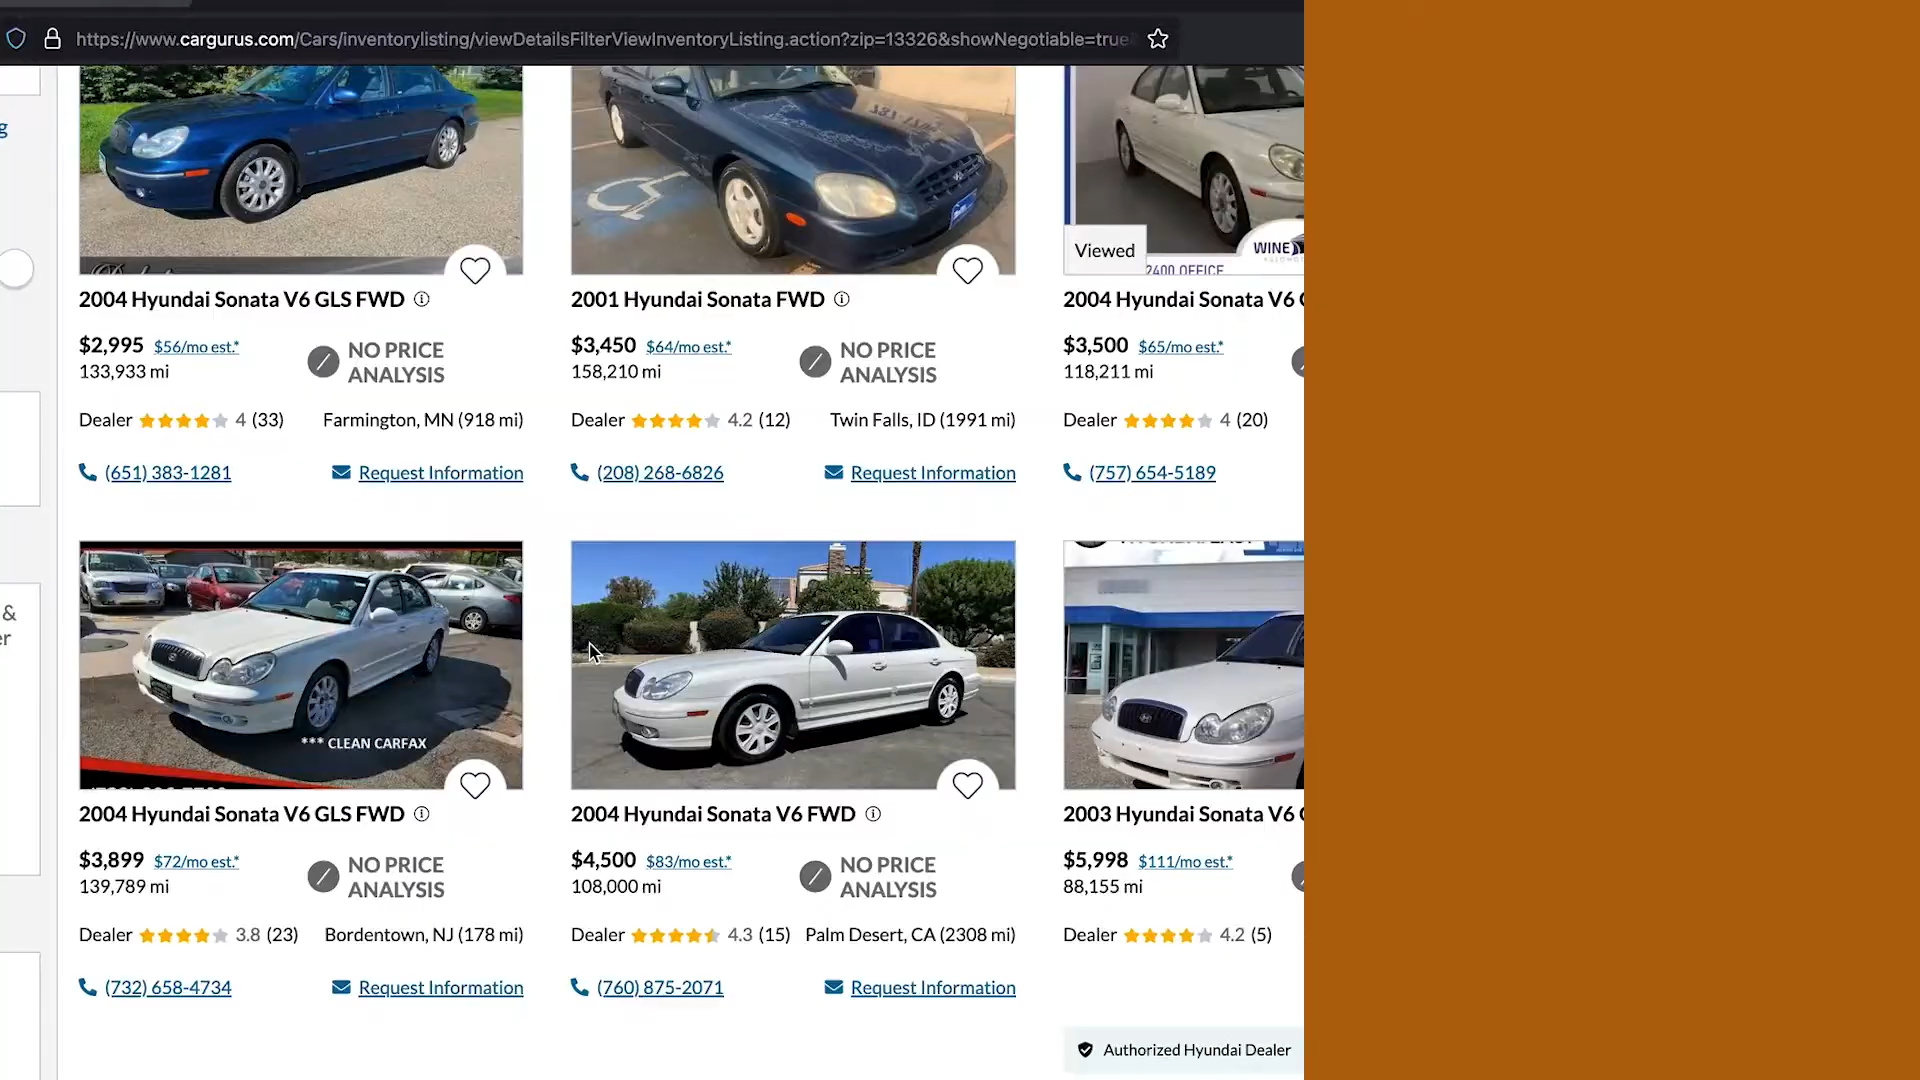 https://www.cargurus.com/Cars/inventorylisting/viewDetailsFilterViewInventoryListing.action?zip=13326&showNegotiable=true
g
Viewed
WINE
2400 OFFICE
2004 Hyundai Sonata V6 GLS FWD
2001 Hyundai Sonata FWD
2004 Hyundai Sonata V6
$2,995 $56/mo est.*
133,933 mi
NO PRICE
ANALYSIS
$3,450 $64/mo est.*
158,210 mi
NO PRICE
ANALYSIS
$3,500 $65/mo est.*
118,211 mi
Dealer 4 (33) Farmington, MN (918 mi)
Dealer 4.2 (12) Twin Falls, ID (1991 mi)
Dealer 4 (20)
(651) 383-1281 Request Information
(208) 268-6826 Request Information
(757) 654-5189
&
er
*** CLEAN CARFAX
2004 Hyundai Sonata V6 GLS FWD
2004 Hyundai Sonata V6 FWD
2003 Hyundai Sonata V6
$3,899 $72/mo est.*
139,789 mi
NO PRICE
ANALYSIS
$4,500 $83/mo est.*
108,000 mi
NO PRICE
ANALYSIS
$5,998 $111/mo est.*
88,155 mi
Dealer 3.8 (23) Bordentown, NJ (178 mi)
Dealer 4.3 (15) Palm Desert, CA (2308 mi)
Dealer 4.2 (5)
(732) 658-4734 Request Information
(760) 875-2071 Request Information
Authorized Hyundai Dealer